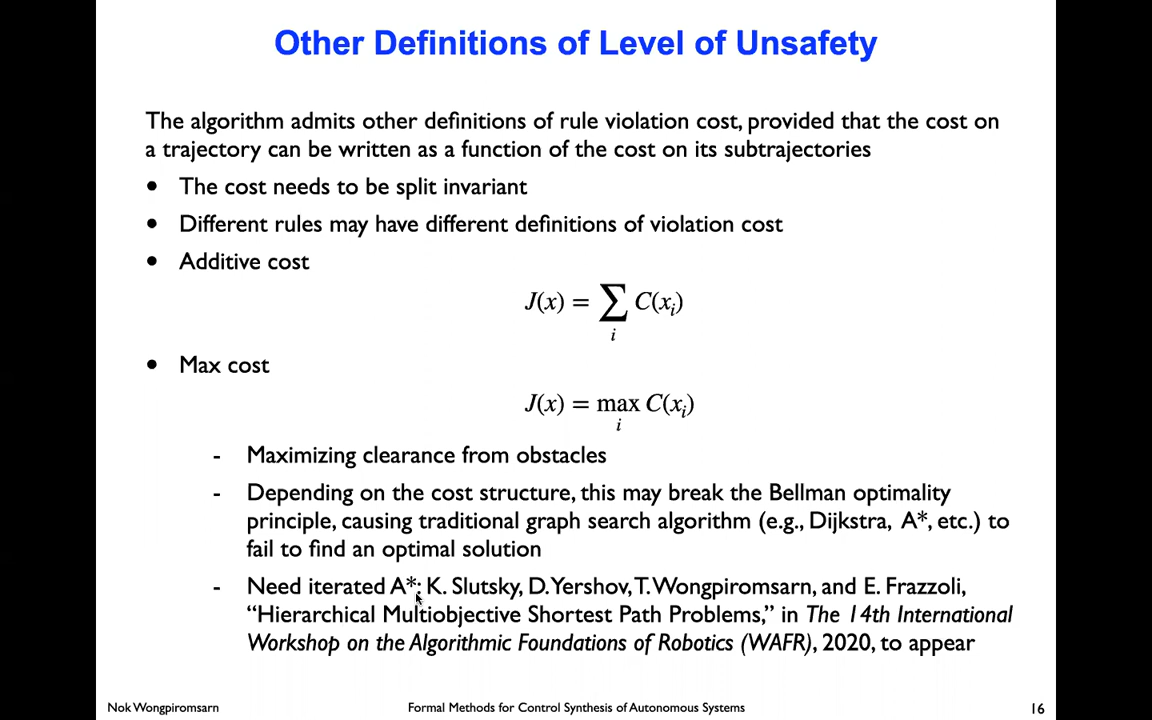 Other Definitions of Level of Unsafety
The algorithm admits other definitions of rule violation cost, provided that the cost on
a trajectory can be written as a function of the cost on its subtrajectories
• The cost needs to be split invariant
• Different rules may have different definitions of violation cost
• Additive cost
J(x) = ∑ C(xᵢ)
i
• Max cost
J(x) = max C(xᵢ)
i
- Maximizing clearance from obstacles
- Depending on the cost structure, this may break the Bellman optimality
principle, causing traditional graph search algorithm (e.g., Dijkstra, A*, etc.) to
fail to find an optimal solution
- Need iterated A*: K. Slutsky, D. Yershov, T. Wongpiromsarn, and E. Frazzoli,
“Hierarchical Multiobjective Shortest Path Problems,” in The 14th International
Workshop on the Algorithmic Foundations of Robotics (WAFR), 2020, to appear
Nok Wongpiromsarn Formal Methods for Control Synthesis of Autonomous Systems 16